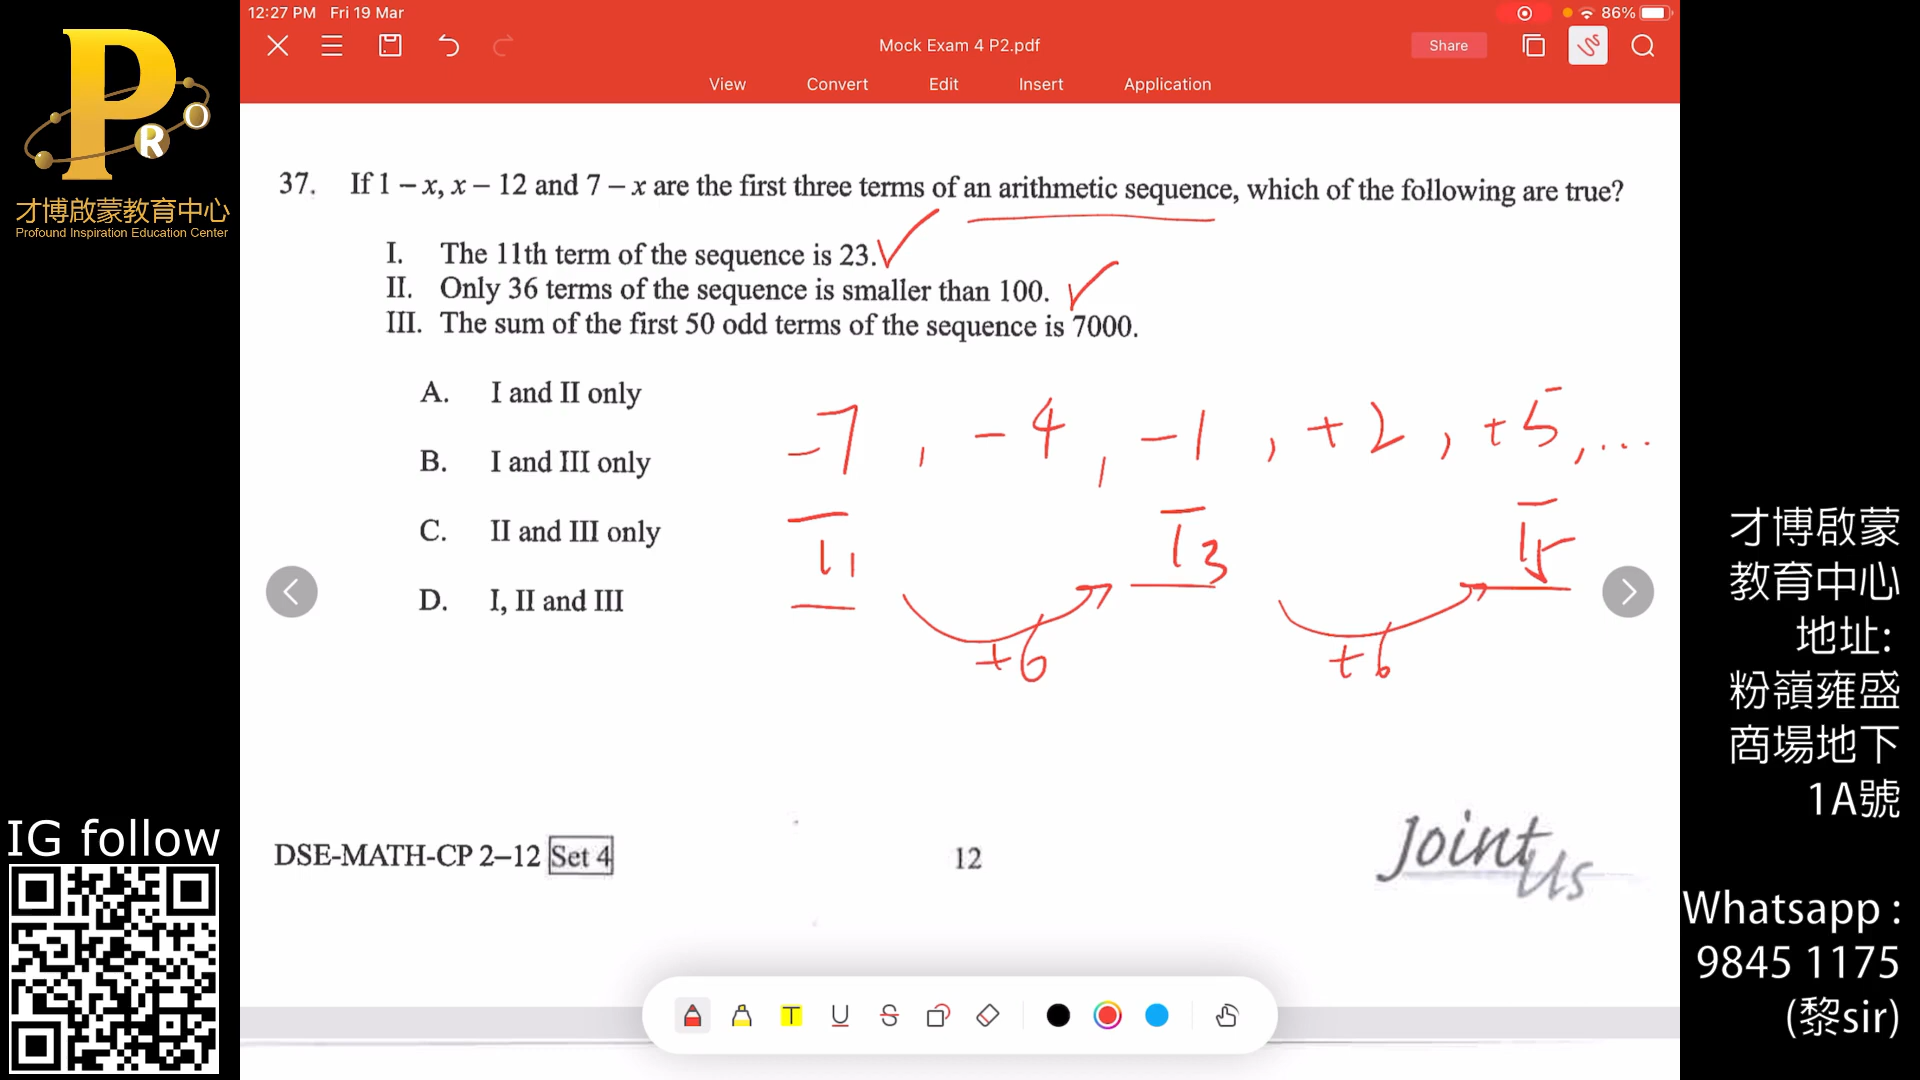 12:27 PM Fri 19 Mar
86%
Mock Exam 4 P2.pdf
Share
View Convert Edit Insert Application
P R O
才博啟蒙教育中心
Profound Inspiration Education Center
37. If 1 – x, x – 12 and 7 – x are the first three terms of an arithmetic sequence, which of the following are true?
I. The 11th term of the sequence is 23. ✓
II. Only 36 terms of the sequence is smaller than 100. ✓
III. The sum of the first 50 odd terms of the sequence is 7000.
A. I and II only
B. I and III only
C. II and III only
D. I, II and III
-7, -4, -1, +2, +5, ...
T1 T3 T5
+6 +6
DSE-MATH-CP 2–12 Set 4
12
Joint Us
IG follow
才博啟蒙
教育中心
地址:
粉嶺雍盛
商場地下
1A號
Whatsapp :
9845 1175
(黎sir)
T U S